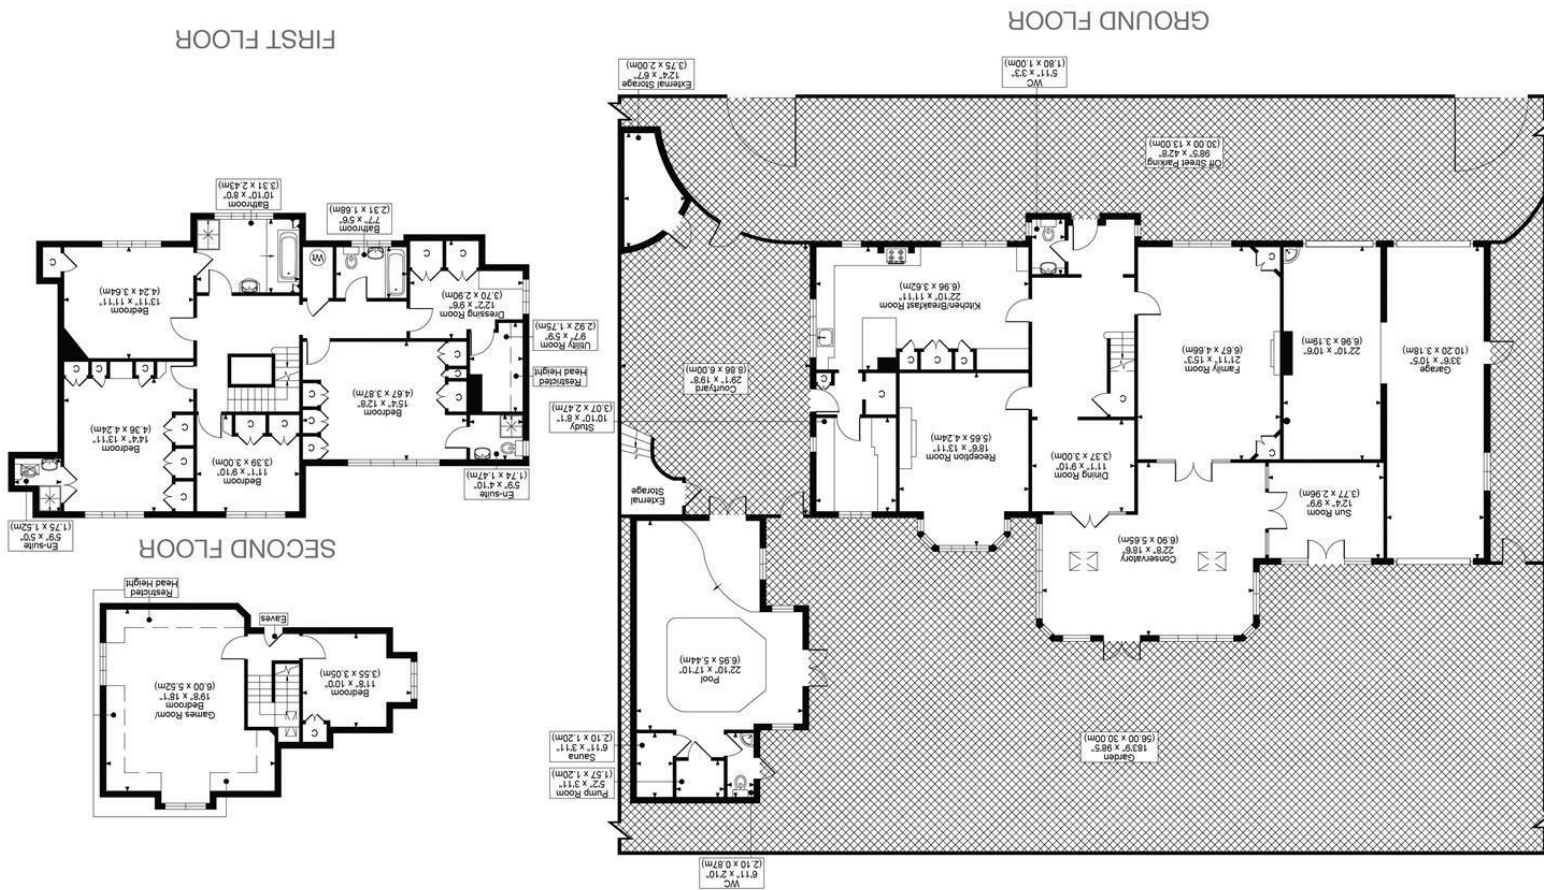 WC
6'11" x 2'10"
(2.10 x 0.87m)
Garden
183'9" x 98'5"
(56.00 x 30.00m)
Pump Room
5'2" x 3'11"
(1.57 x 1.20m)
Sauna
6'11" x 3'11"
(2.10 x 1.20m)
Pool
22'10" x 17'10"
(6.95 x 5.44m)
Conservatory
22'8" x 18'6"
(6.90 x 5.65m)
Sun Room
12'4" x 9'9"
(3.77 x 2.96m)
External
Storage
Dining Room
11'1" x 9'10"
(3.37 x 3.00m)
Reception Room
18'6" x 13'11"
(5.65 x 4.24m)
Study
10'10" x 8'1"
(3.07 x 2.47m)
C
C
C
C
Courtyard
29'1" x 19'8"
(8.86 x 6.00m)
Garage
33'6" x 10'5"
(10.20 x 3.18m)
22'10" x 10'6"
(6.96 x 3.19m)
Family Room
21'11" x 15'3"
(6.67 x 4.66m)
C
C
C
Kitchen/Breakfast Room
22'10" x 11'11"
(6.96 x 3.62m)
C
Off Street Parking
98'5" x 42'8"
(30.00 x 13.00m)
WC
5'11" x 3'3"
(1.80 x 1.00m)
External Storage
12'4" x 6'7"
(3.75 x 2.00m)
GROUND FLOOR
C
Bedroom
11'8" x 10'0"
(3.55 x 3.05m)
Games Room/
Bedroom
19'8" x 18'1"
(6.00 x 5.52m)
Eaves
Restricted
Head Height
SECOND FLOOR
En-suite
5'9" x 4'10"
(1.74 x 1.47m)
En-suite
5'9" x 5'0"
(1.75 x 1.52m)
Bedroom
11'1" x 9'10"
(3.39 x 3.00m)
Bedroom
14'4" x 13'11"
(4.36 x 4.24m)
C
C
C
C
C
C
C
C
Bedroom
15'4" x 12'8"
(4.67 x 3.87m)
C
C
C
C
C
C
Restricted
Head Height
Utility Room
9'7" x 5'9"
(2.92 x 1.75m)
Dressing Room
12'2" x 9'6"
(3.70 x 2.90m)
Bedroom
13'11" x 11'11"
(4.24 x 3.64m)
C
C
Wt
C
Bathroom
7'7" x 5'6"
(2.31 x 1.68m)
Bathroom
10'10" x 8'0"
(3.31 x 2.43m)
FIRST FLOOR